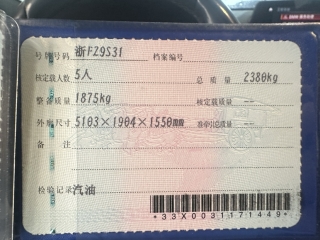 号牌号码 浙FZ9S31 档案编号
核定载人数 5人 总质量 2380kg
整备质量 1875kg 核定载质量 --
外廓尺寸 5103×1904×1550mm 准牵引总质量 --
备注
检验记录 汽油
*33X0031171449*